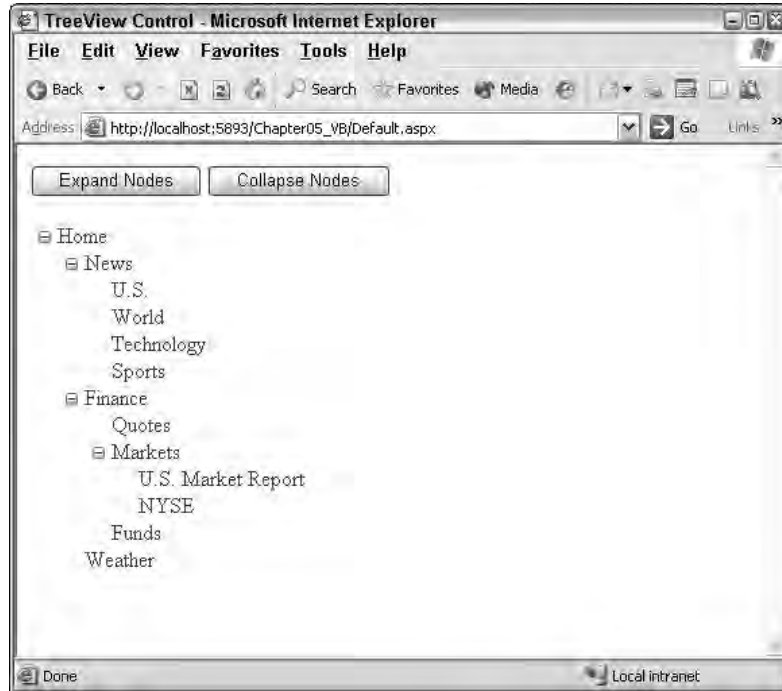 TreeView Control - Microsoft Internet Explorer
File Edit View Favorites Tools Help
Back Search Favorites Media
Address http://localhost:5893/Chapter05_VB/Default.aspx Go Links »
Expand Nodes Collapse Nodes
Home
News
U.S.
World
Technology
Sports
Finance
Quotes
Markets
U.S. Market Report
NYSE
Funds
Weather
Done Local intranet